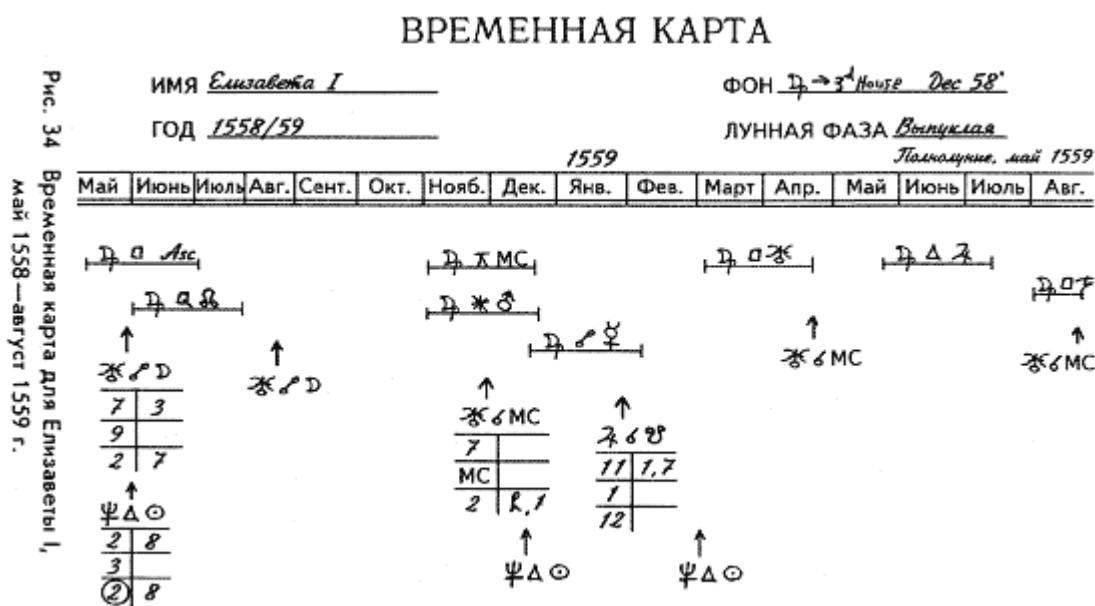 ВРЕМЕННАЯ КАРТА
ИМЯ Елизавета I
ФОН → 3d House Dec 58'
ГОД 1558/59
ЛУННАЯ ФАЗА Выпуклая
Полнолуние, май 1559
1559
Май Июнь Июль Авг. Сент. Окт. Нояб. Дек. Янв. Фев. Март Апр. Май Июнь Июль Авг.
□ Asc
⚻ MC
□ ♅
△ ♃
☊
✶ ♂
□
☍ ☿
↑
♅ ☍ D
7 3
9
2 7
↑
♆ △ ☉
2 8
3
2 8
↑
♅ ☍ D
↑
♅ ☌ MC
7
MC
2 R, 1
↑
♆ △ ☉
↑
♃ ☌
11 1,7
1
12
↑
♆ △ ☉
↑
♅ ☌ MC
↑
♅ ☌ MC
Рис. 34 Временная карта для Елизаветы I,
май 1558—август 1559 г.